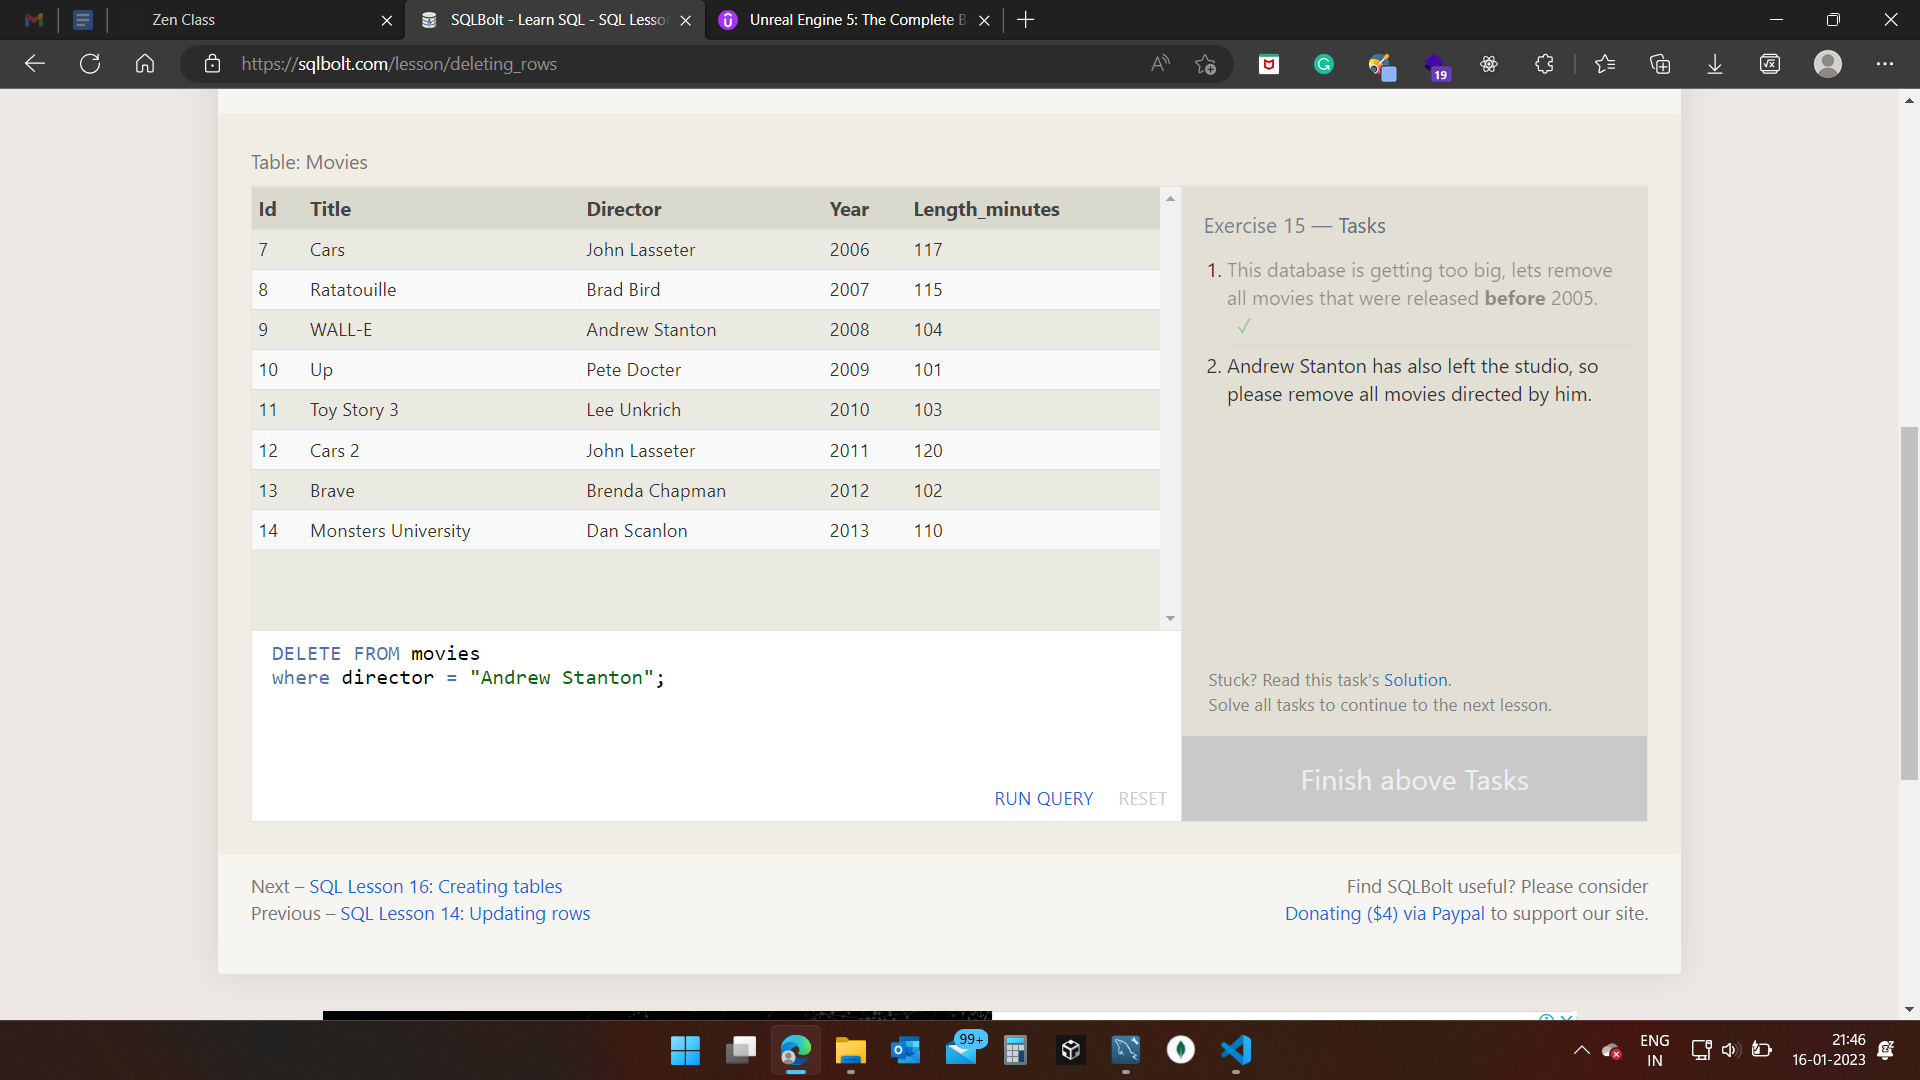 Zen Class
SQLBolt - Learn SQL - SQL Lesso
Unreal Engine 5: The Complete B
https://sqlbolt.com/lesson/deleting_rows
19
Table: Movies
Id Title Director Year Length_minutes
7 Cars John Lasseter 2006 117
8 Ratatouille Brad Bird 2007 115
9 WALL-E Andrew Stanton 2008 104
10 Up Pete Docter 2009 101
11 Toy Story 3 Lee Unkrich 2010 103
12 Cars 2 John Lasseter 2011 120
13 Brave Brenda Chapman 2012 102
14 Monsters University Dan Scanlon 2013 110
DELETE FROM movies
where director = "Andrew Stanton";
RUN QUERY RESET
Exercise 15 — Tasks
1. This database is getting too big, lets remove
all movies that were released before 2005.
✓
2. Andrew Stanton has also left the studio, so
please remove all movies directed by him.
Stuck? Read this task's Solution.
Solve all tasks to continue to the next lesson.
Finish above Tasks
Next – SQL Lesson 16: Creating tables
Previous – SQL Lesson 14: Updating rows
Find SQLBolt useful? Please consider
Donating ($4) via Paypal to support our site.
99+
ENG
IN
21:46
16-01-2023